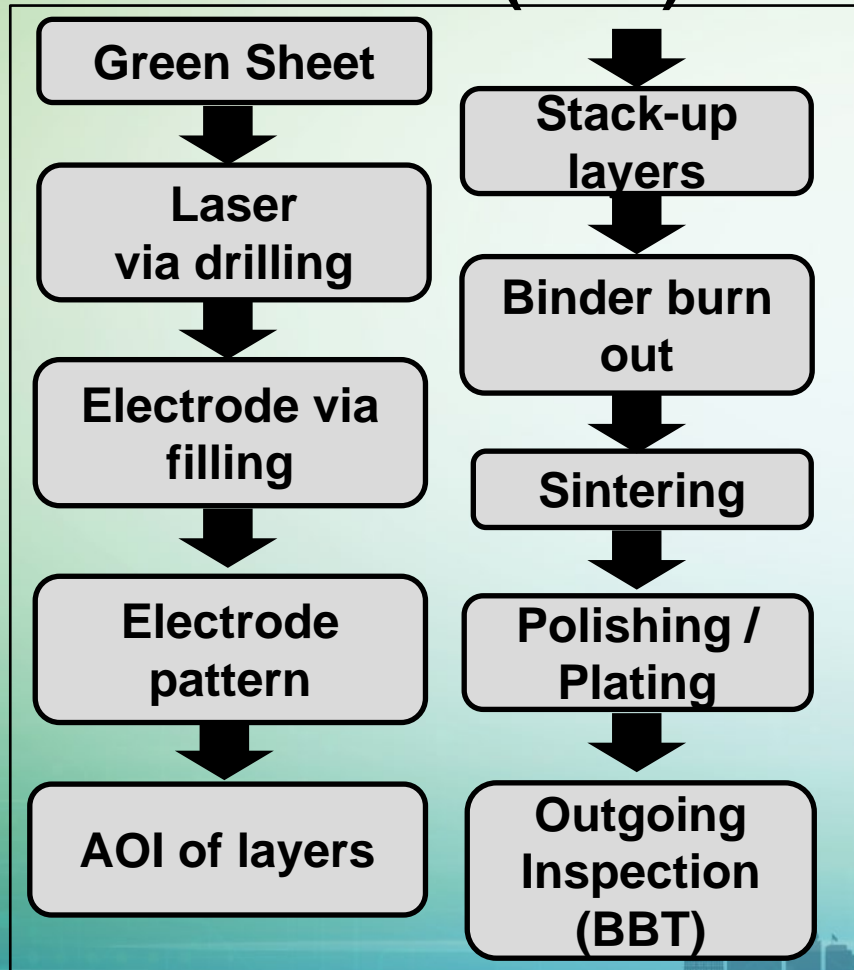 Green Sheet
Laser
via drilling
Electrode via
filling
Electrode
pattern
AOI of layers
Stack-up
layers
Binder burn
out
Sintering
Polishing /
Plating
Outgoing
Inspection
(BBT)